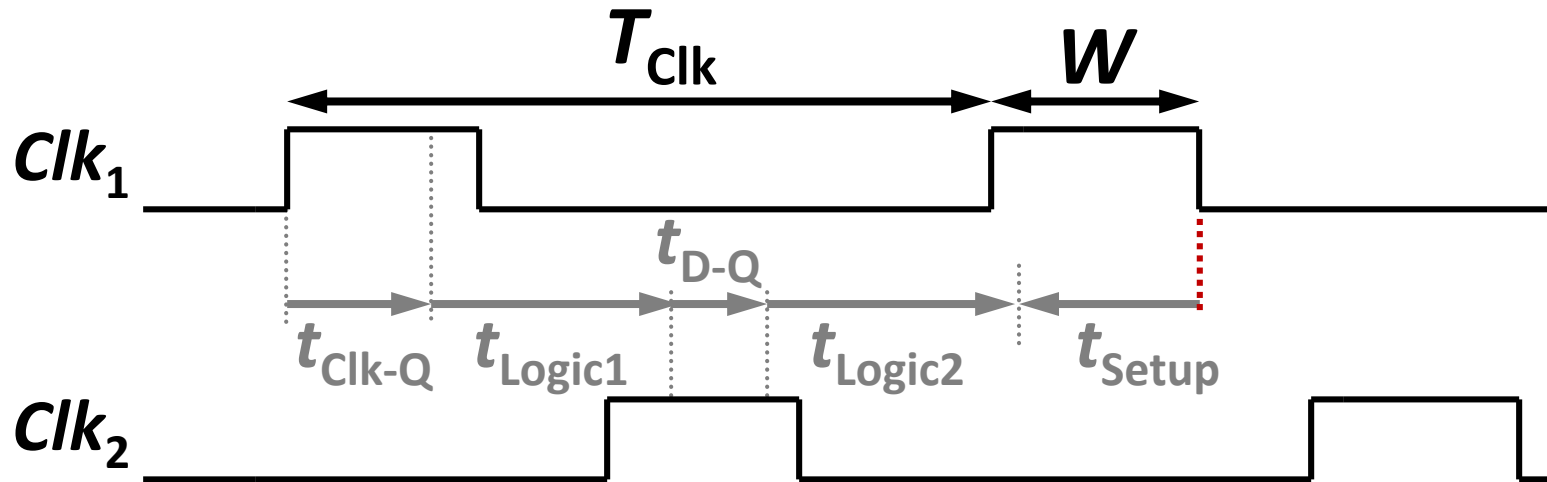 T_Clk
W
Clk_1
t_D-Q
t_Clk-Q
t_Logic1
t_Logic2
t_Setup
Clk_2